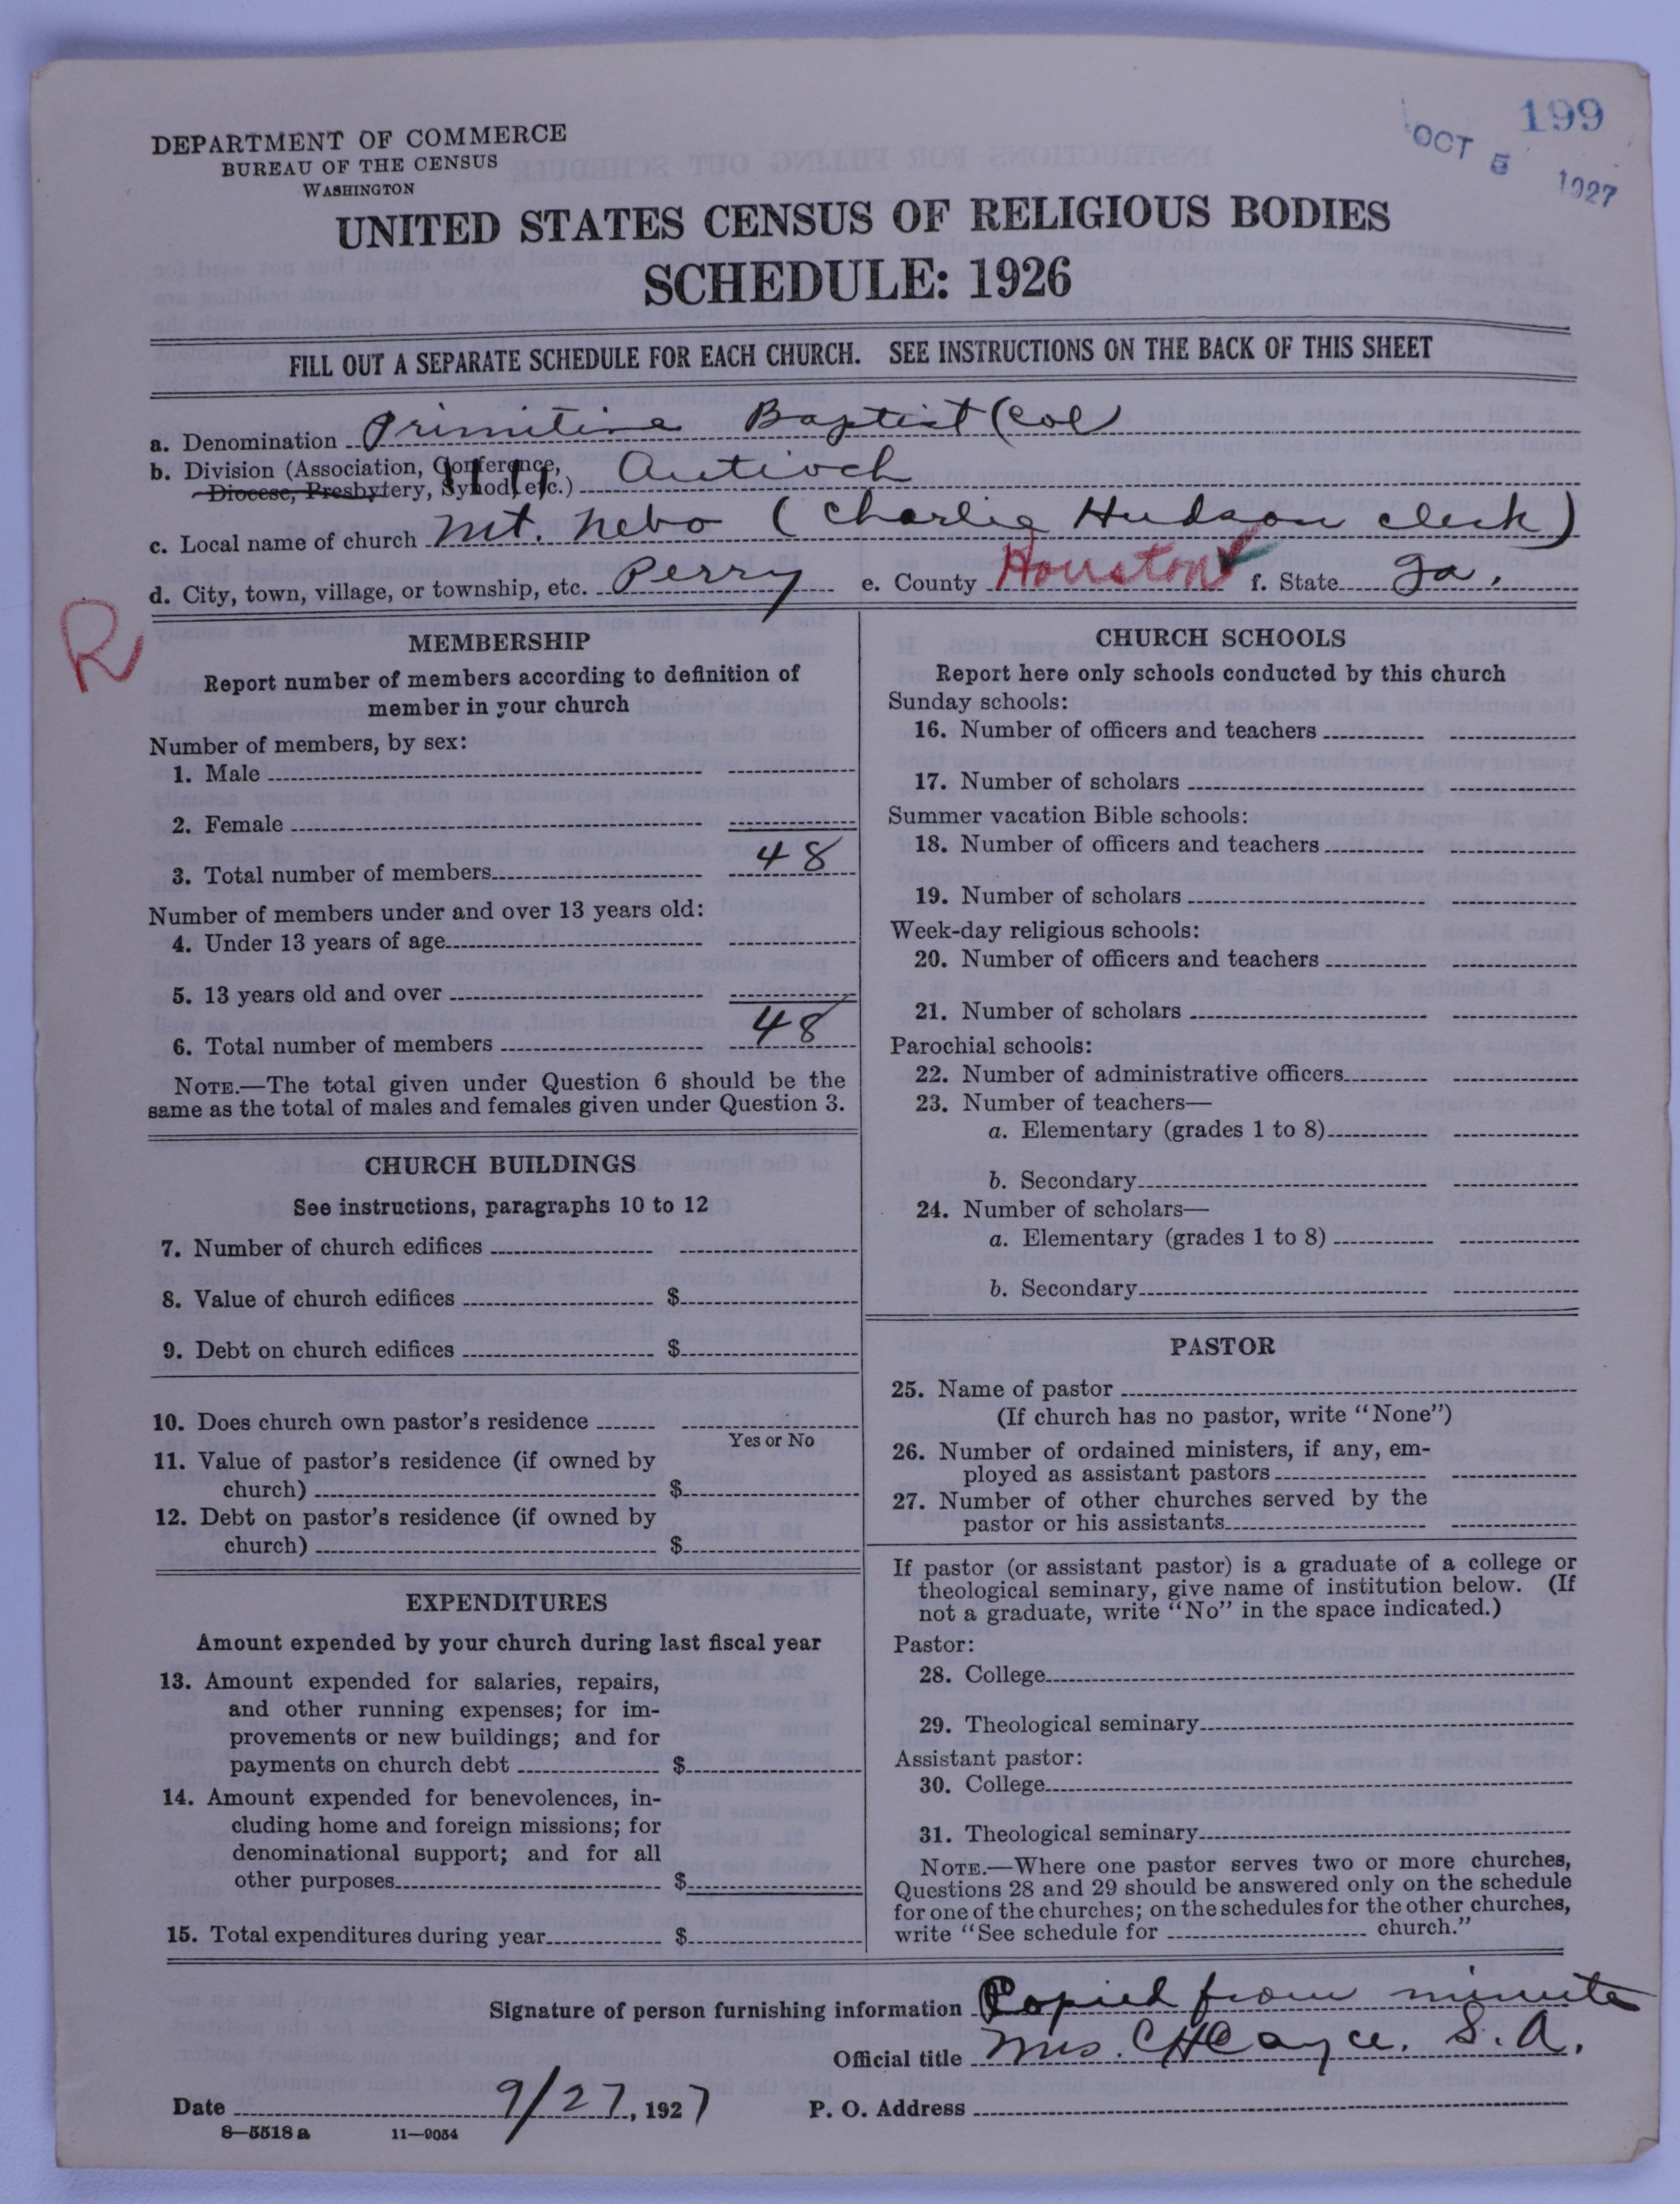 199
OCT 5 1927
DEPARTMENT OF COMMERCE
BUREAU OF THE CENSUS
WASHINGTON
UNITED STATES CENSUS OF RELIGIOUS BODIES
SCHEDULE: 1926
FILL OUT A SEPARATE SCHEDULE FOR EACH CHURCH. SEE INSTRUCTIONS ON THE BACK OF THIS SHEET
a. Denomination Primitive Baptist (Col)
b. Division (Association, Conference,
Diocese, Presbytery, Synod, etc.) Antioch
c. Local name of church Mt. Nebo (Charlie Hudson clerk)
d. City, town, village, or township, etc. Perry e. County Houston f. State Ga.
R
MEMBERSHIP
Report number of members according to definition of
member in your church
Number of members, by sex:
1. Male
2. Female
3. Total number of members 48
Number of members under and over 13 years old:
4. Under 13 years of age
5. 13 years old and over
6. Total number of members 48
NOTE.—The total given under Question 6 should be the
same as the total of males and females given under Question 3.
CHURCH BUILDINGS
See instructions, paragraphs 10 to 12
7. Number of church edifices
8. Value of church edifices $
9. Debt on church edifices $
10. Does church own pastor's residence
Yes or No
11. Value of pastor's residence (if owned by
church) $
12. Debt on pastor's residence (if owned by
church) $
EXPENDITURES
Amount expended by your church during last fiscal year
13. Amount expended for salaries, repairs,
and other running expenses; for im-
provements or new buildings; and for
payments on church debt $
14. Amount expended for benevolences, in-
cluding home and foreign missions; for
denominational support; and for all
other purposes $
15. Total expenditures during year $
CHURCH SCHOOLS
Report here only schools conducted by this church
Sunday schools:
16. Number of officers and teachers
17. Number of scholars
Summer vacation Bible schools:
18. Number of officers and teachers
19. Number of scholars
Week-day religious schools:
20. Number of officers and teachers
21. Number of scholars
Parochial schools:
22. Number of administrative officers
23. Number of teachers—
a. Elementary (grades 1 to 8)
b. Secondary
24. Number of scholars—
a. Elementary (grades 1 to 8)
b. Secondary
PASTOR
25. Name of pastor
(If church has no pastor, write "None")
26. Number of ordained ministers, if any, em-
ployed as assistant pastors
27. Number of other churches served by the
pastor or his assistants
If pastor (or assistant pastor) is a graduate of a college or
theological seminary, give name of institution below. (If
not a graduate, write "No" in the space indicated.)
Pastor:
28. College
29. Theological seminary
Assistant pastor:
30. College
31. Theological seminary
NOTE.—Where one pastor serves two or more churches,
Questions 28 and 29 should be answered only on the schedule
for one of the churches; on the schedules for the other churches,
write "See schedule for church."
Signature of person furnishing information Copied from minute
Official title Mrs. C H Cayce. S. A.
Date 9/27, 1927 P. O. Address
8—5518 a 11—9054